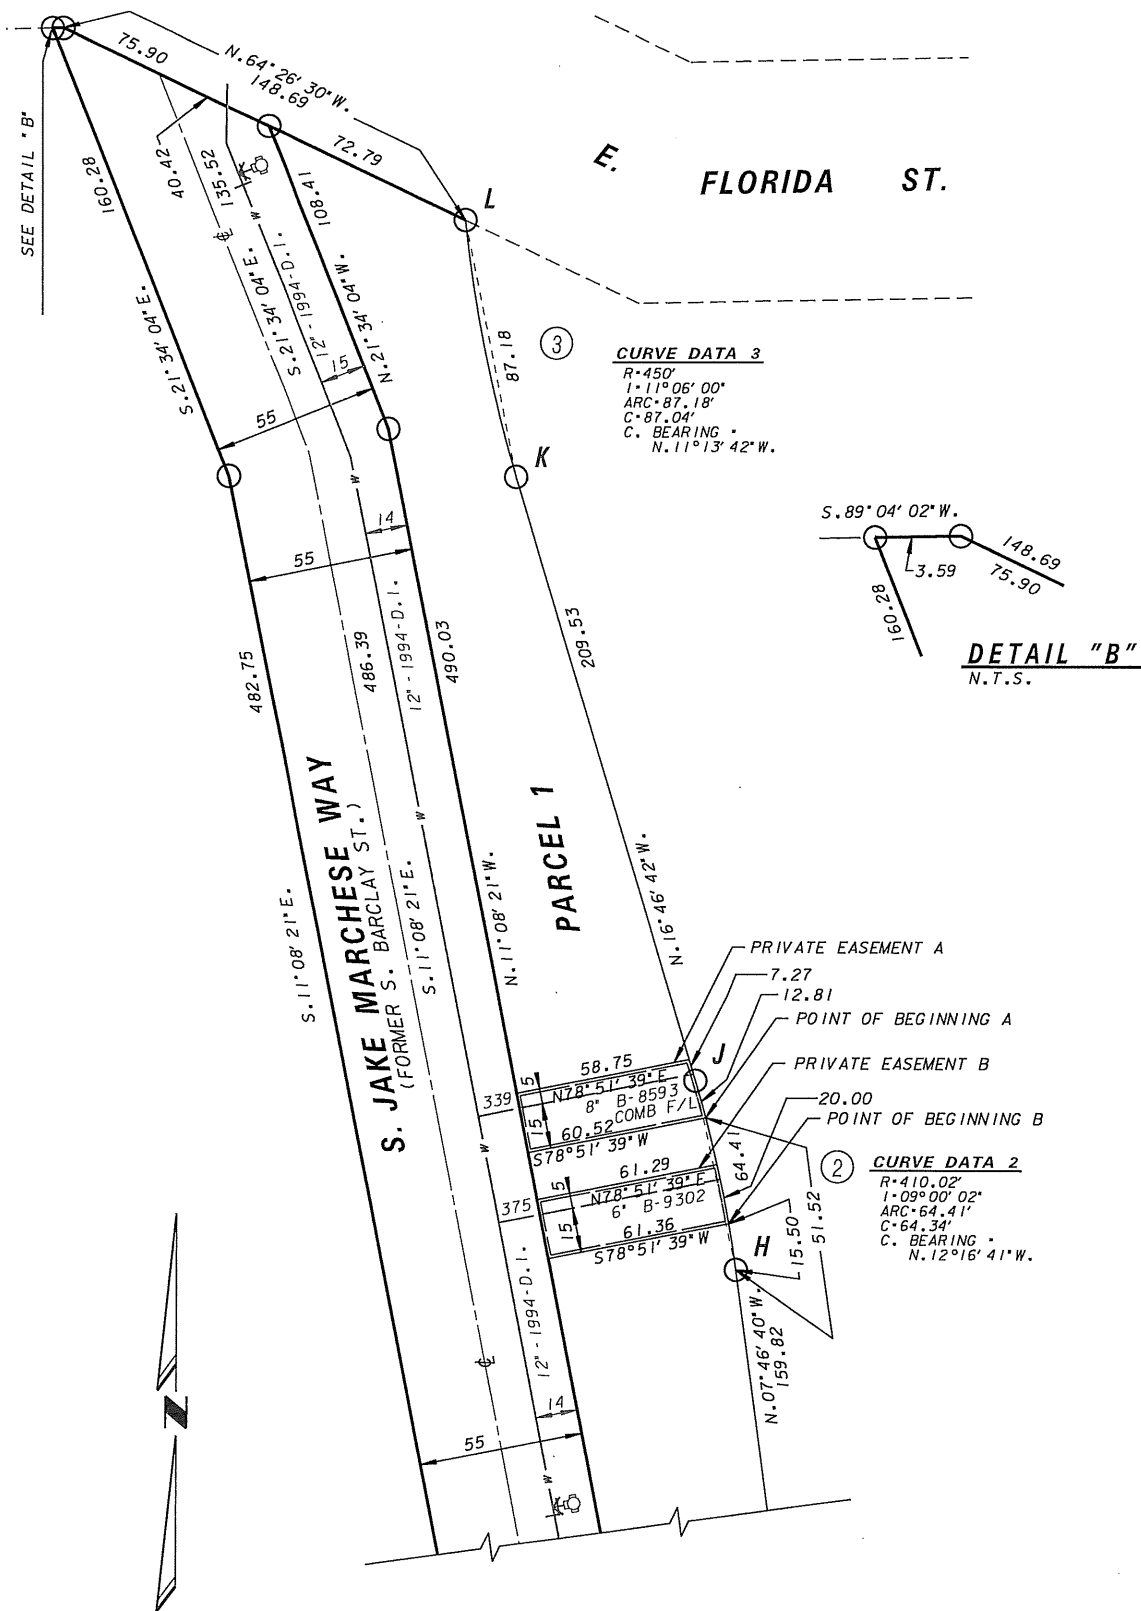 75.90
N.64°26'30"W.
148.69
SEE DETAIL "B"
160.28
40.42
135.52
72.79
L
E. FLORIDA ST.
108.41
S.21°34'04"E.
S.21°34'04"E.
12"-1994-D.I.
N.21°34'04"W.
15
55
87.18
3
CURVE DATA 3
R=450'
I=11°06'00"
ARC=87.18'
C=87.04'
C. BEARING =
N.11°13'42"W.
K
14
55
S.89°04'02"W.
148.69
3.59
75.90
160.28
DETAIL "B"
N.T.S.
482.75
486.39
12"-1994-D.I.
490.03
209.53
S. JAKE MARCHESE WAY
(FORMER S. BARCLAY ST.)
PARCEL 1
S.11°08'21"E.
S.11°08'21"E.
N.11°08'21"W.
N.16°46'42"W.
PRIVATE EASEMENT A
7.27
12.81
POINT OF BEGINNING A
J
58.75
PRIVATE EASEMENT B
5
N78°51'39"E
339
8" B-8593
COMB F/L
20.00
15
60.52
POINT OF BEGINNING B
S78°51'39"W
64.41
61.29
2
CURVE DATA 2
R=410.02'
I=09°00'02"
ARC=64.41'
C=64.34'
C. BEARING =
N.12°16'41"W.
5
N78°51'39"E
375
6" B-9302
15
61.36
S78°51'39"W
H
15.50
51.52
12"-1994-D.I.
N.07°46'40"W.
159.82
14
55
N
w
w
w
w
w
w
℄
℄